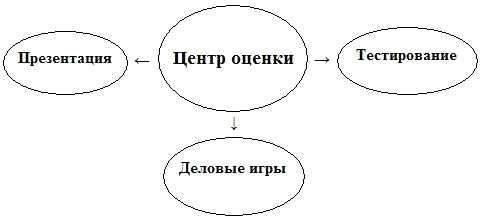 Презентация
← Центр оценки →
Тестирование
↓
Деловые игры